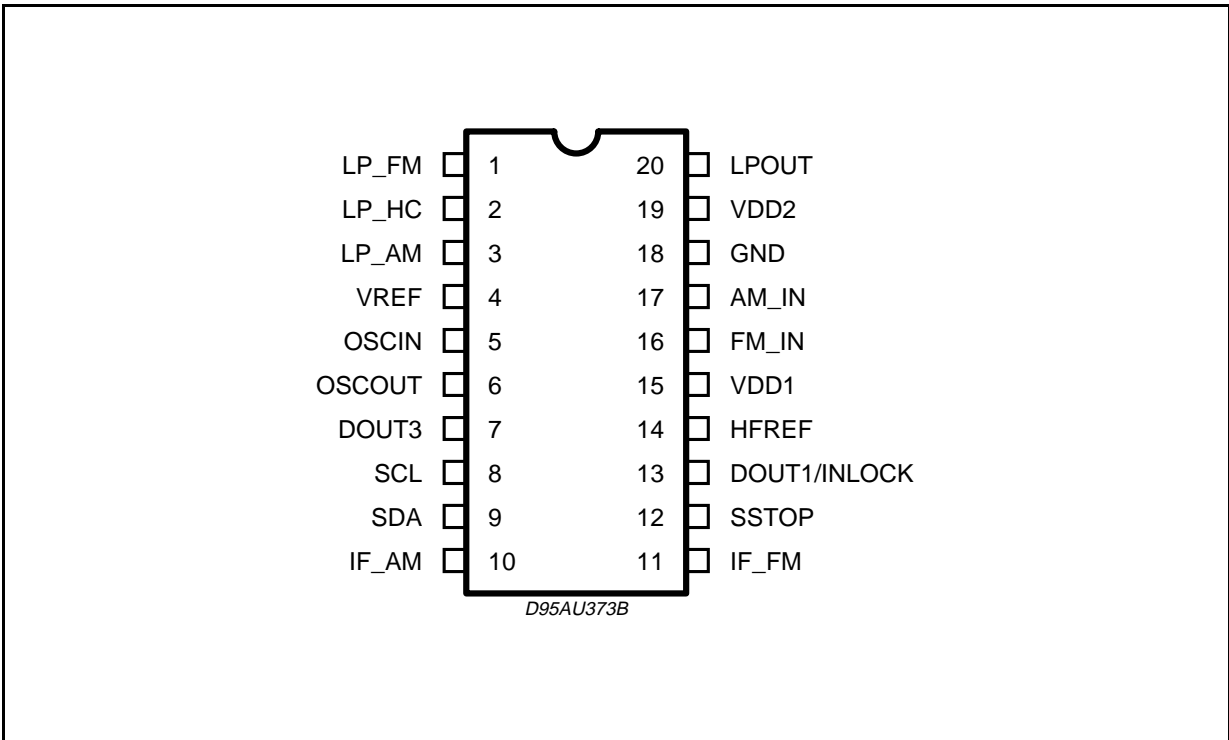 LP_FM 1 20 LPOUT
LP_HC 2 19 VDD2
LP_AM 3 18 GND
VREF 4 17 AM_IN
OSCIN 5 16 FM_IN
OSCOUT 6 15 VDD1
DOUT3 7 14 HFREF
SCL 8 13 DOUT1/INLOCK
SDA 9 12 SSTOP
IF_AM 10 11 IF_FM
D95AU373B